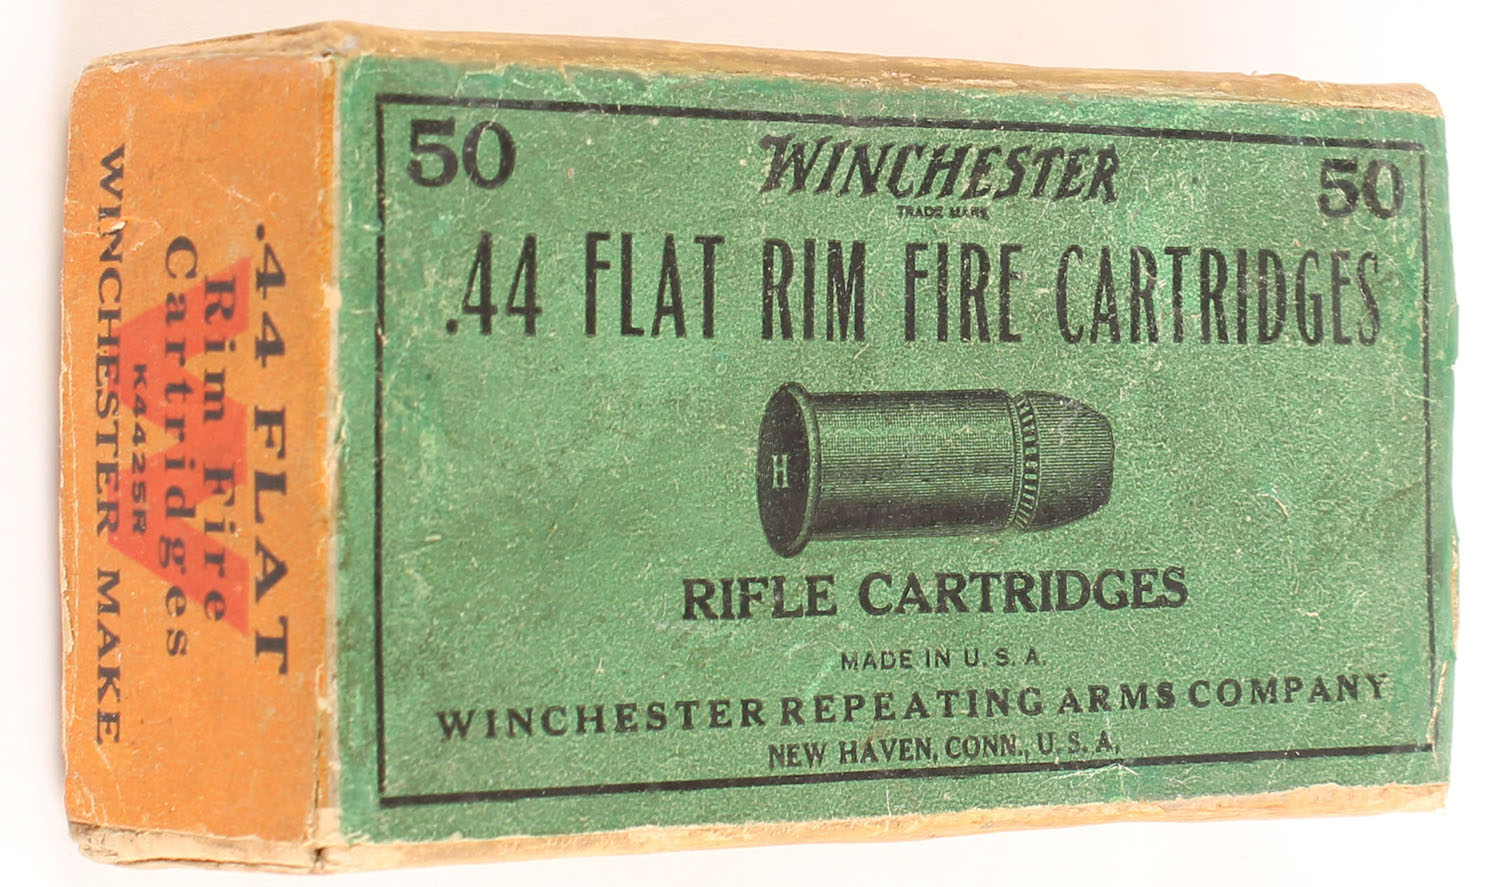 50
WINCHESTER
50
TRADE MARK
.44 FLAT RIM FIRE CARTRIDGES
H
RIFLE CARTRIDGES
MADE IN U. S. A.
WINCHESTER REPEATING ARMS COMPANY
NEW HAVEN, CONN., U. S. A.
.44 FLAT
Rim Fire
Cartridges
K4425R
WINCHESTER MAKE
W